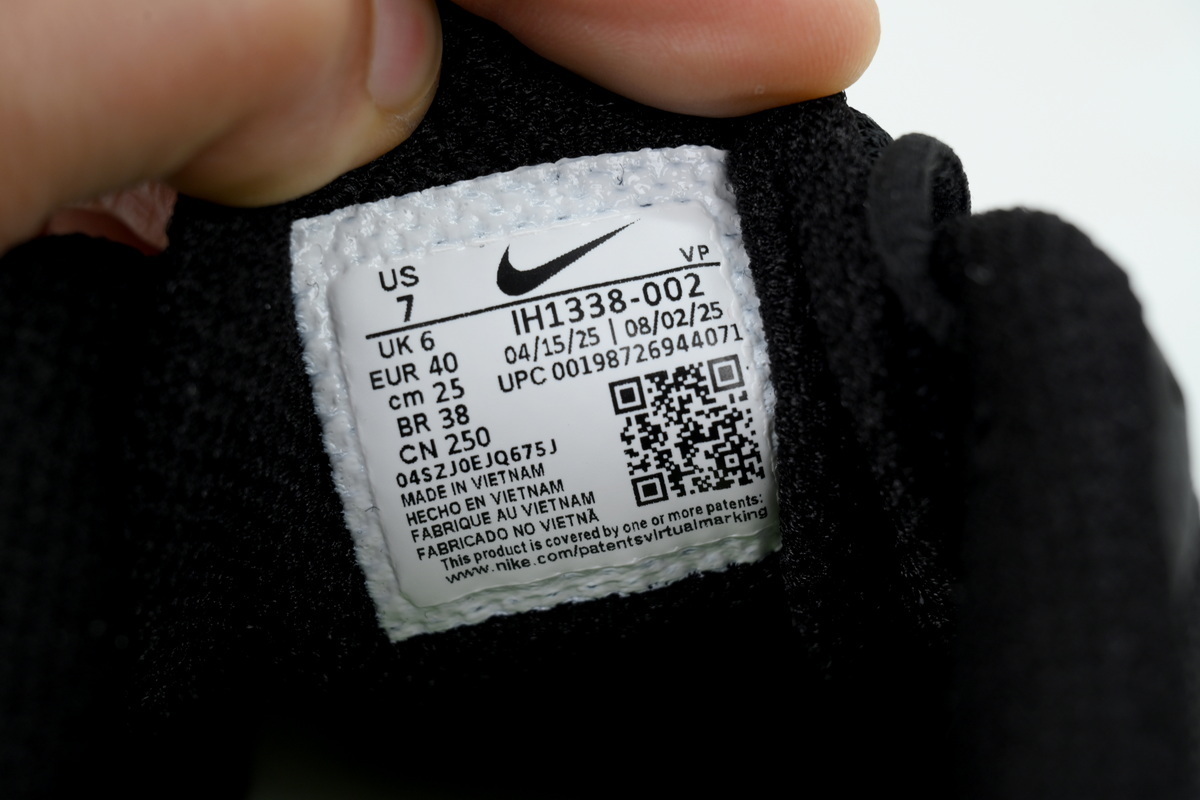 US
7
VP
UK 6
EUR 40
cm 25
BR 38
CN 250
IH1338-002
04/15/25 | 08/02/25
UPC 00198726944071
04SZJ0EJQ675J
MADE IN VIETNAM
HECHO EN VIETNAM
FABRIQUE AU VIETNAM
FABRICADO NO VIETNÃ
This product is covered by one or more patents:
www.nike.com/patentsvirtualmarking